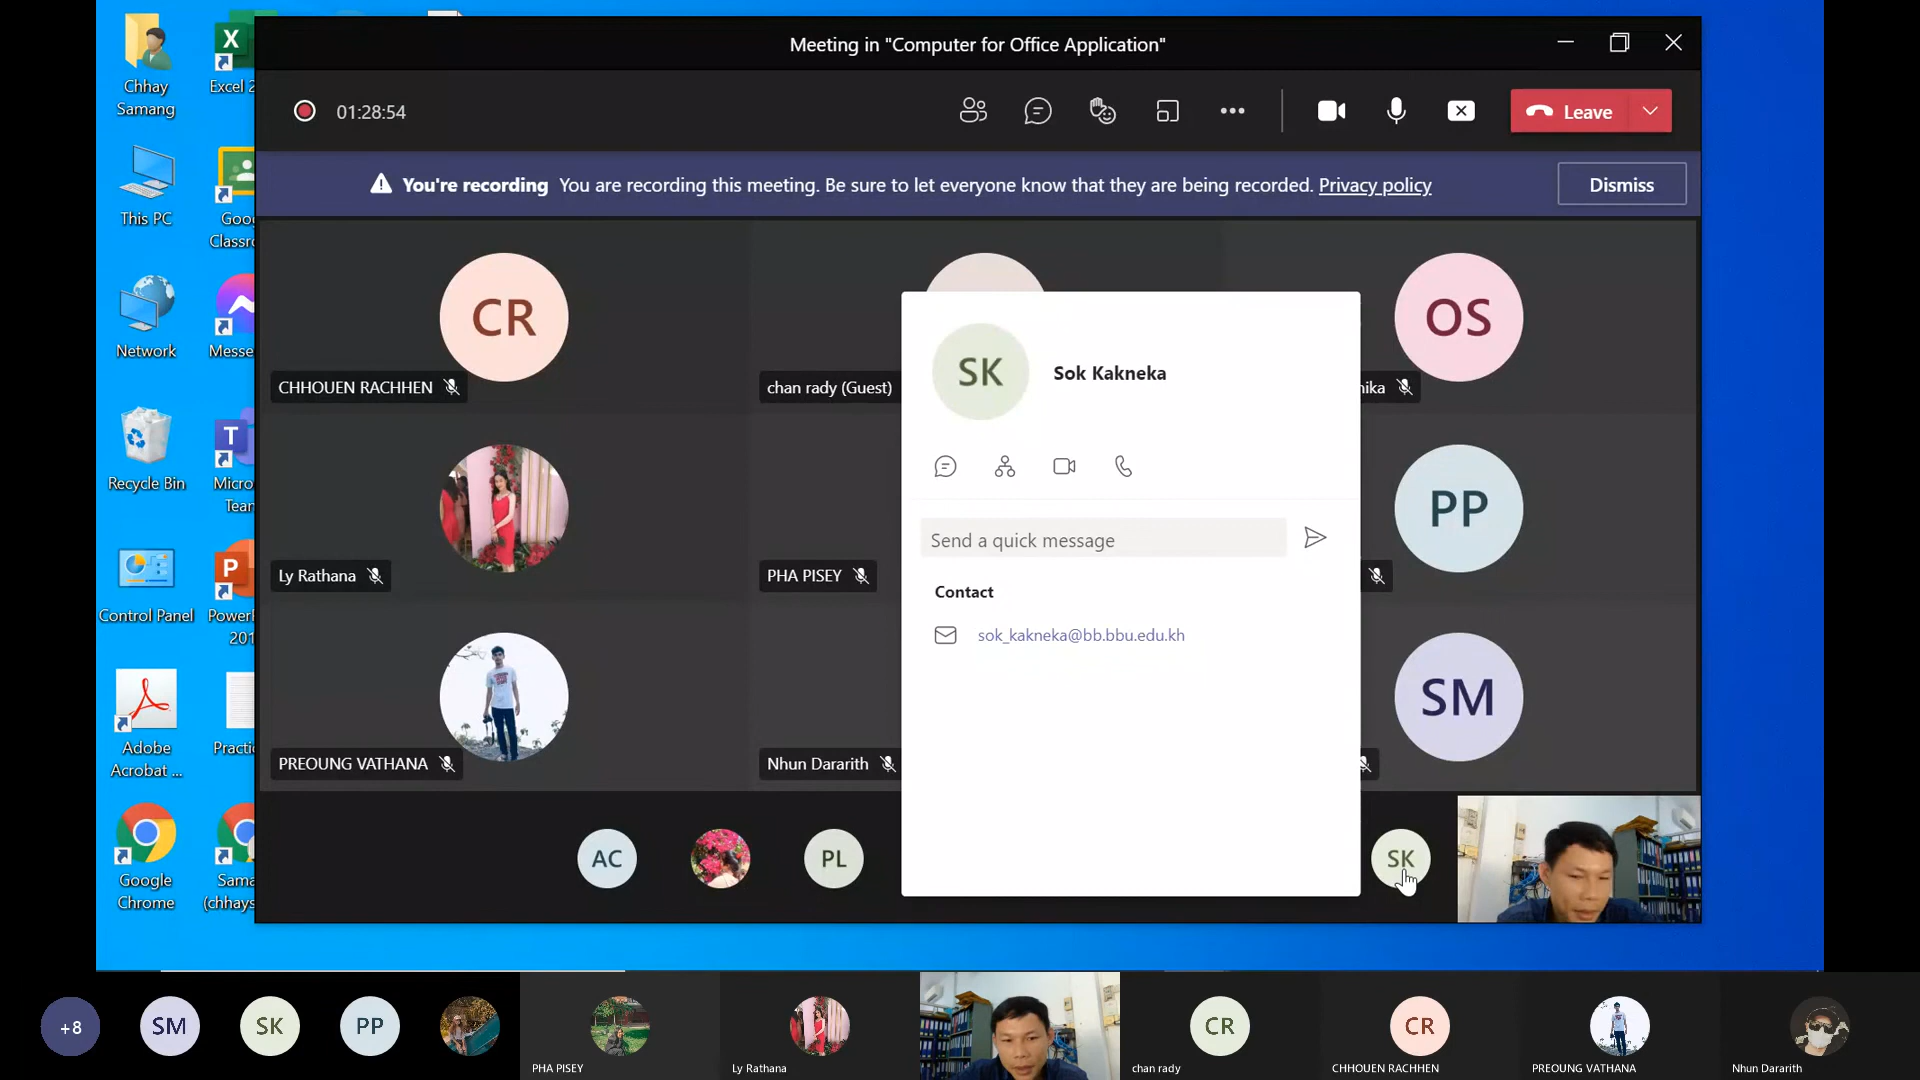 Meeting in "Computer for Office Application"
Chhay
Samang
Excel 2
01:28:54
Leave
You're recording You are recording this meeting. Be sure to let everyone know that they are being recorded. Privacy policy
Dismiss
This PC
Goo
Classr
CR
OS
CHHOUEN RACHHEN
chan rady (Guest)
nika
SK
Sok Kakneka
Network
Messe
PP
Send a quick message
Recycle Bin
Micro
Tean
Ly Rathana
PHA PISEY
Contact
sok_kakneka@bb.bbu.edu.kh
Control Panel
PowerP
201
SM
PREOUNG VATHANA
Nhun Dararith
Adobe
Acrobat ...
Practic
AC
PL
SK
Google
Chrome
Sama
(chhays
+8
SM
SK
PP
PHA PISEY
Ly Rathana
CR
chan rady
CR
CHHOUEN RACHHEN
PREOUNG VATHANA
Nhun Dararith